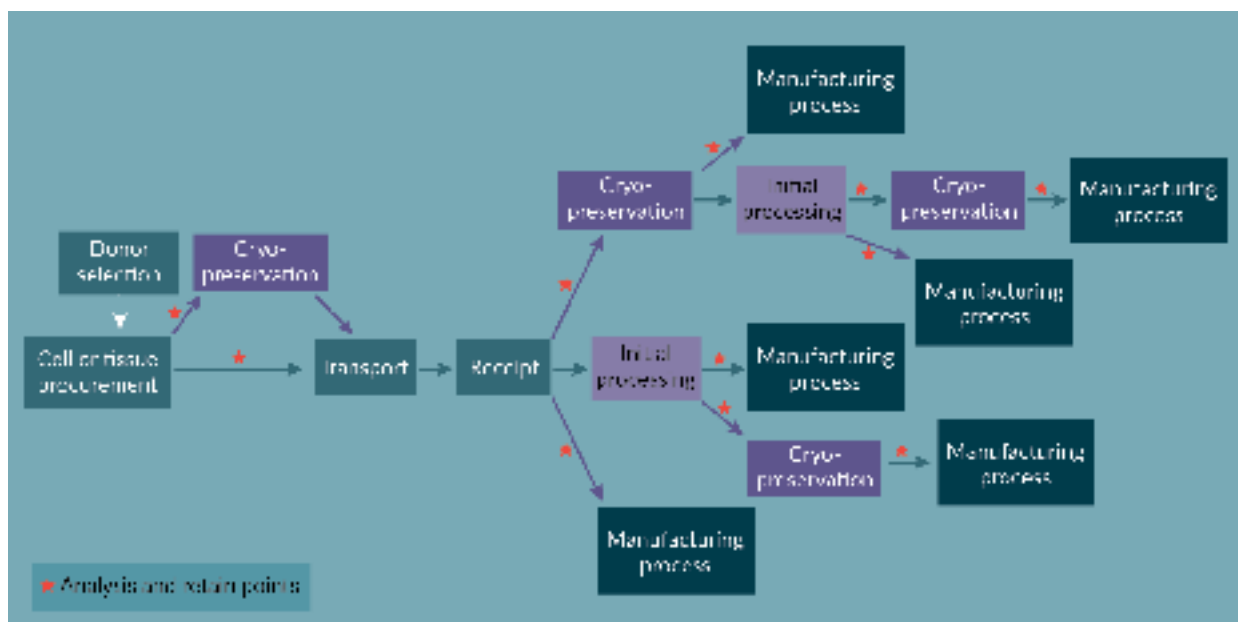 Manufacturing
process
Cryo-
preservation
Initial
processing
Cryo-
preservation
Manufacturing
process
Donor
selection
Cryo-
preservation
Manufacturing
process
Cell or tissue
procurement
Transport
Receipt
Initial
processing
Manufacturing
process
Cryo-
preservation
Manufacturing
process
Manufacturing
process
Analysis and retain points